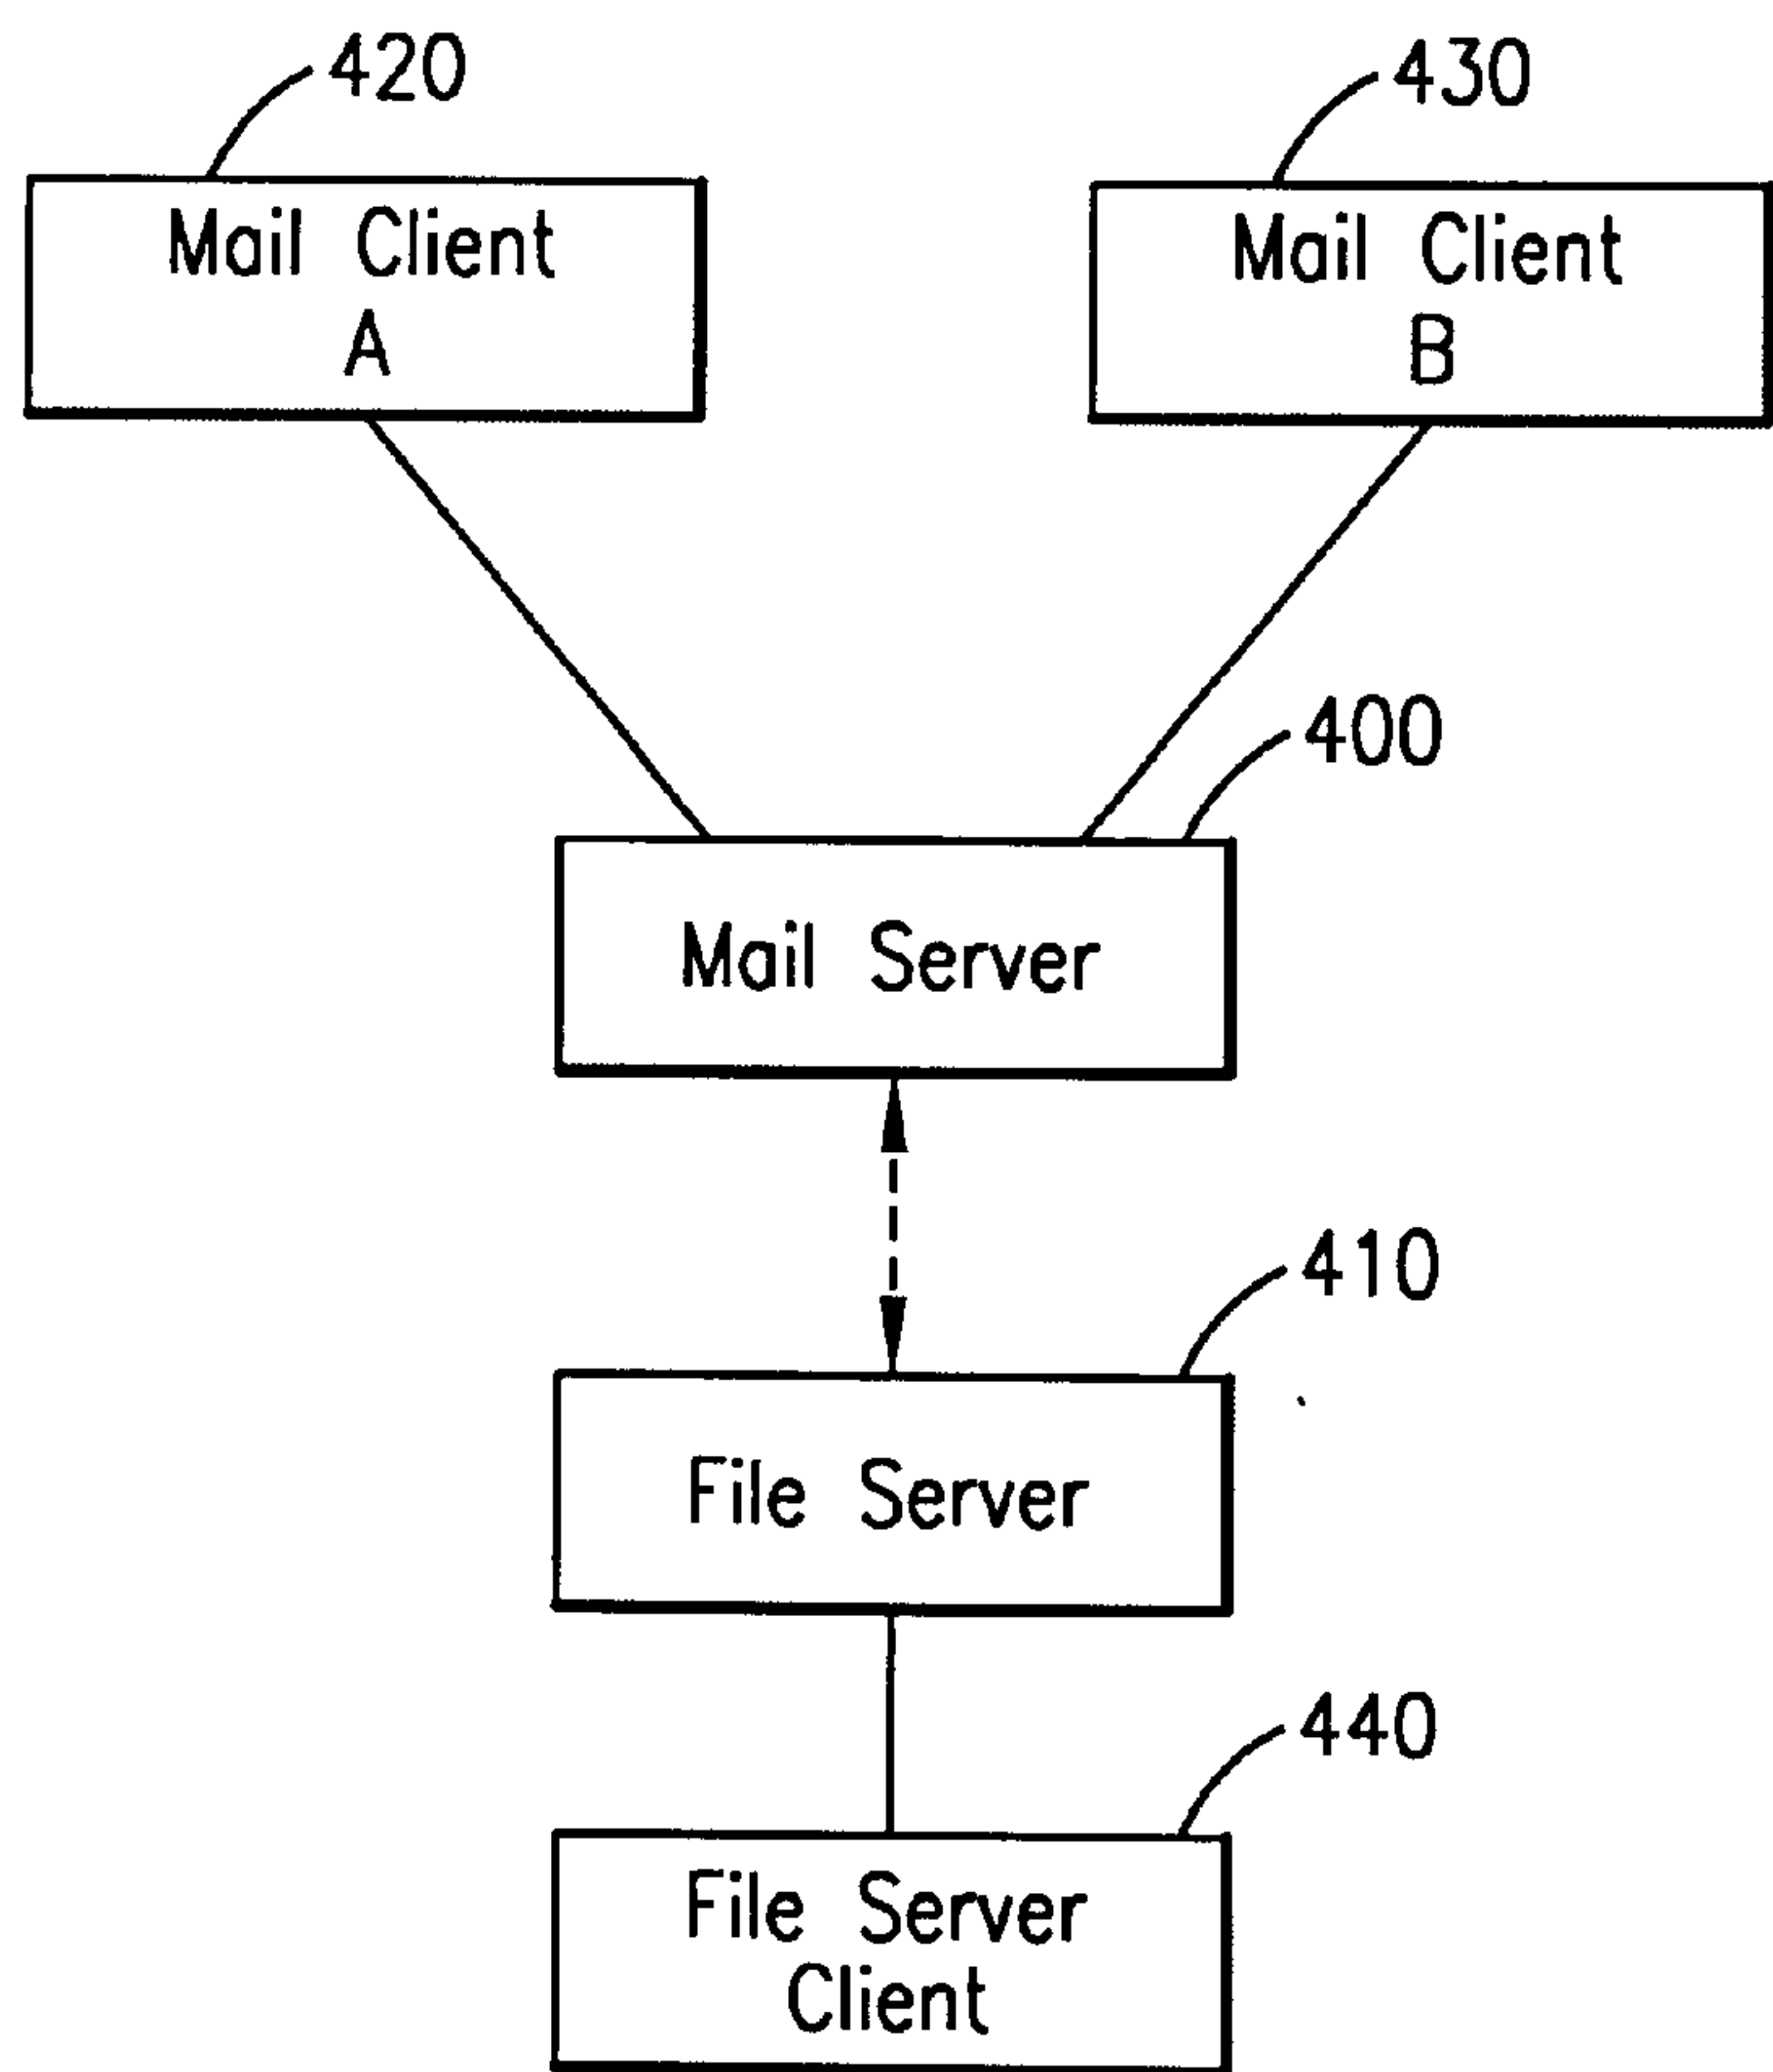 420
430
Mail Client
A
Mail Client
B
400
Mail Server
410
File Server
440
File Server
Client